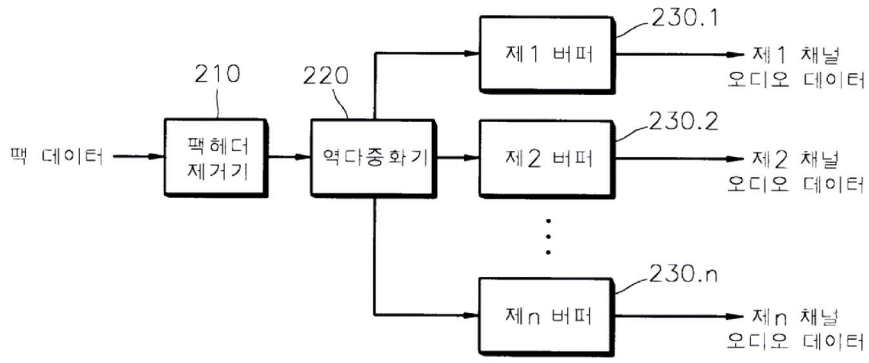 230.1
제1 버퍼
제1 채널
오디오 데이터
210
220
230.2
팩 데이터
팩헤더
제거기
역다중화기
제2 버퍼
제2 채널
오디오 데이터
230.n
제n 버퍼
제n 채널
오디오 데이터